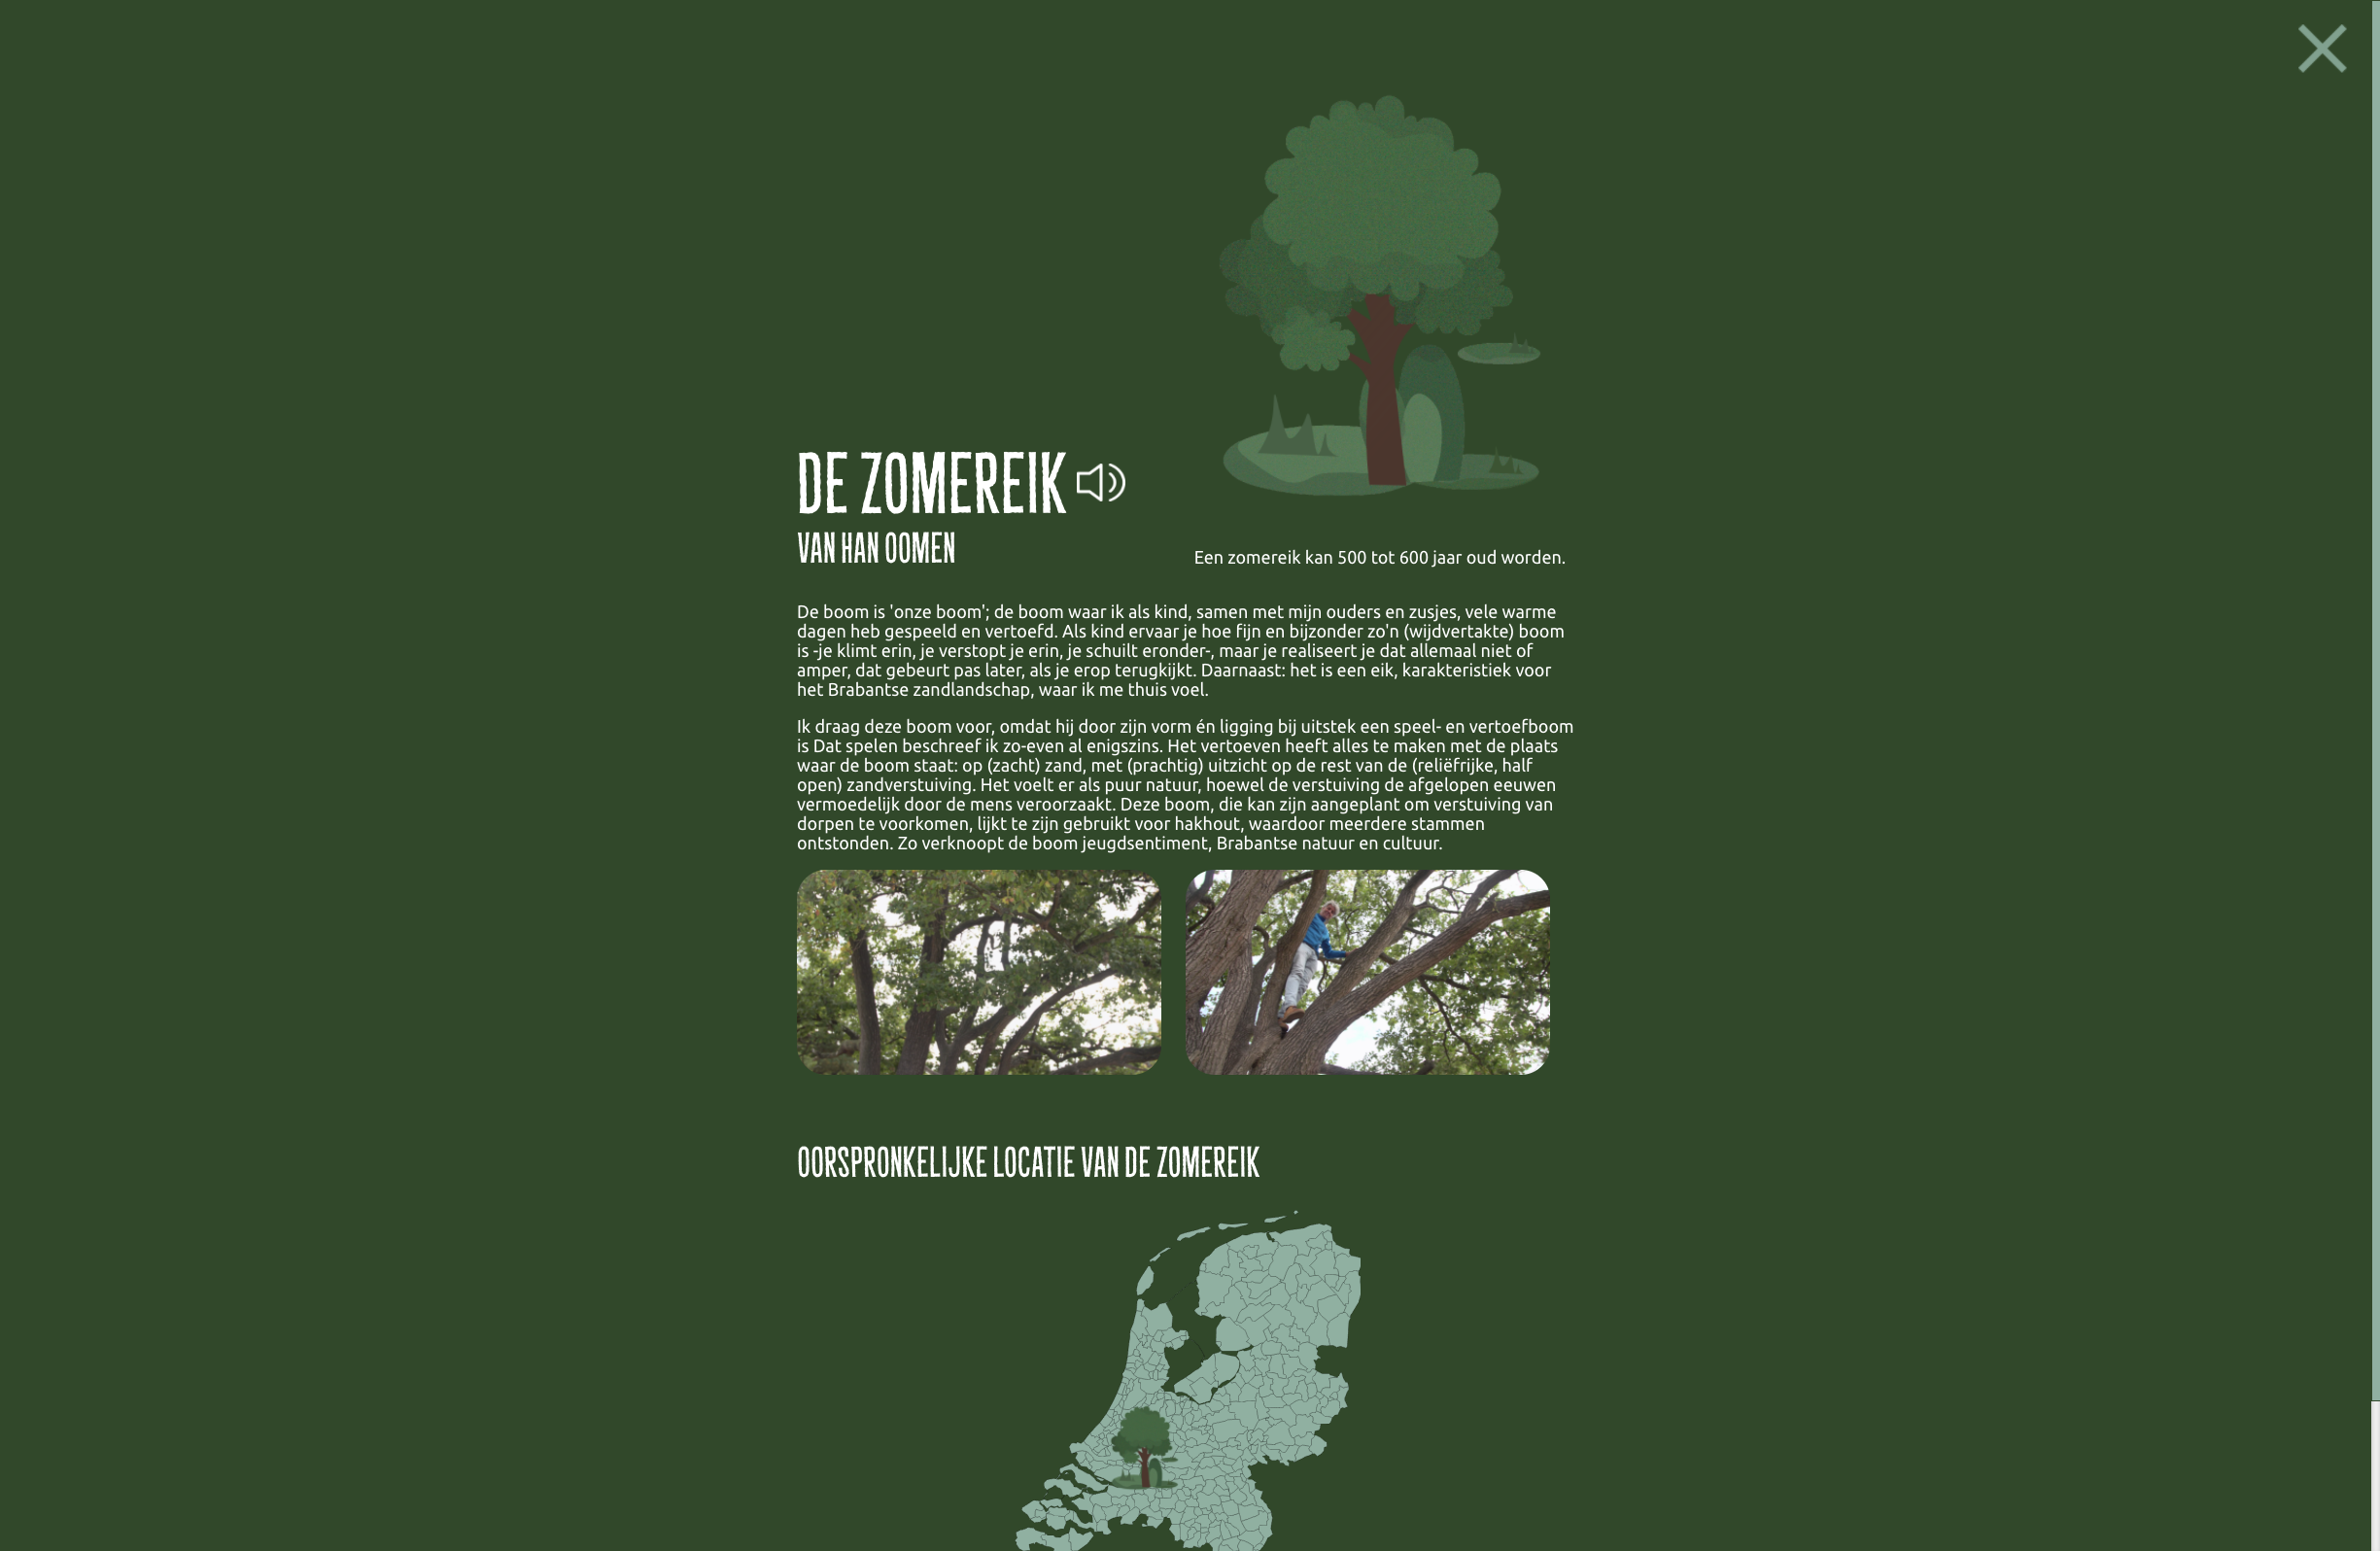 DE ZOMEREIK
VAN HAN OOMEN
Een zomereik kan 500 tot 600 jaar oud worden.
De boom is 'onze boom'; de boom waar ik als kind, samen met mijn ouders en zusjes, vele warme
dagen heb gespeeld en vertoefd. Als kind ervaar je hoe fijn en bijzonder zo'n (wijdvertakte) boom
is -je klimt erin, je verstopt je erin, je schuilt eronder-, maar je realiseert je dat allemaal niet of
amper, dat gebeurt pas later, als je erop terugkijkt. Daarnaast: het is een eik, karakteristiek voor
het Brabantse zandlandschap, waar ik me thuis voel.
Ik draag deze boom voor, omdat hij door zijn vorm én ligging bij uitstek een speel- en vertoefboom
is Dat spelen beschreef ik zo-even al enigszins. Het vertoeven heeft alles te maken met de plaats
waar de boom staat: op (zacht) zand, met (prachtig) uitzicht op de rest van de (reliëfrijke, half
open) zandverstuiving. Het voelt er als puur natuur, hoewel de verstuiving de afgelopen eeuwen
vermoedelijk door de mens veroorzaakt. Deze boom, die kan zijn aangeplant om verstuiving van
dorpen te voorkomen, lijkt te zijn gebruikt voor hakhout, waardoor meerdere stammen
ontstonden. Zo verknoopt de boom jeugdsentiment, Brabantse natuur en cultuur.
OORSPRONKELIJKE LOCATIE VAN DE ZOMEREIK